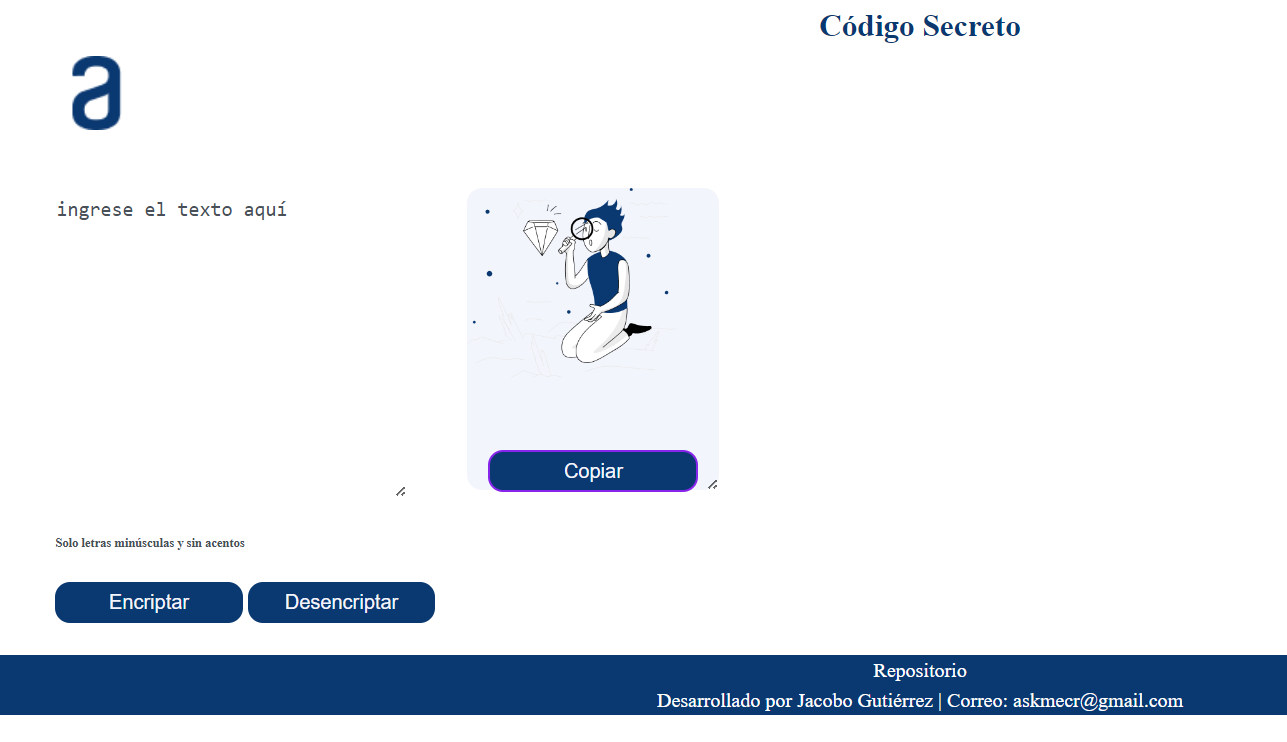 Código Secreto
a
ingrese el texto aquí
Copiar
Solo letras minúsculas y sin acentos
Encriptar Desencriptar
Repositorio
Desarrollado por Jacobo Gutiérrez | Correo: askmecr@gmail.com